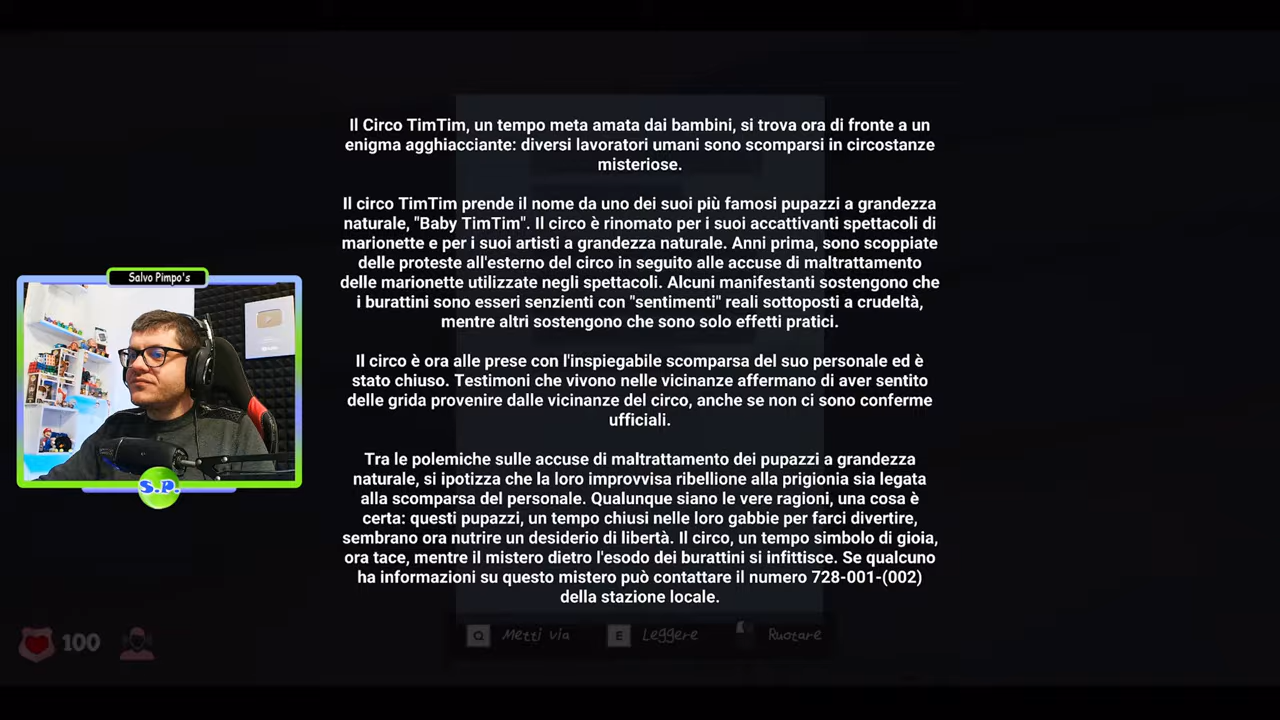 Il Circo TimTim, un tempo meta amata dai bambini, si trova ora di fronte a un
enigma agghiacciante: diversi lavoratori umani sono scomparsi in circostanze
misteriose.
Il circo TimTim prende il nome da uno dei suoi più famosi pupazzi a grandezza
naturale, "Baby TimTim". Il circo è rinomato per i suoi accattivanti spettacoli di
marionette e per i suoi artisti a grandezza naturale. Anni prima, sono scoppiate
delle proteste all'esterno del circo in seguito alle accuse di maltrattamento
delle marionette utilizzate negli spettacoli. Alcuni manifestanti sostengono che
i burattini sono esseri senzienti con "sentimenti" reali sottoposti a crudeltà,
mentre altri sostengono che sono solo effetti pratici.
Il circo è ora alle prese con l'inspiegabile scomparsa del suo personale ed è
stato chiuso. Testimoni che vivono nelle vicinanze affermano di aver sentito
delle grida provenire dalle vicinanze del circo, anche se non ci sono conferme
ufficiali.
Tra le polemiche sulle accuse di maltrattamento dei pupazzi a grandezza
naturale, si ipotizza che la loro improvvisa ribellione alla prigionia sia legata
alla scomparsa del personale. Qualunque siano le vere ragioni, una cosa è
certa: questi pupazzi, un tempo chiusi nelle loro gabbie per farci divertire,
sembrano ora nutrire un desiderio di libertà. Il circo, un tempo simbolo di gioia,
ora tace, mentre il mistero dietro l'esodo dei burattini si infittisce. Se qualcuno
ha informazioni su questo mistero può contattare il numero 728-001-(002)
della stazione locale.
Salvo Pimpo's
S.P.
100
Q Metti via E Leggere Ruotare